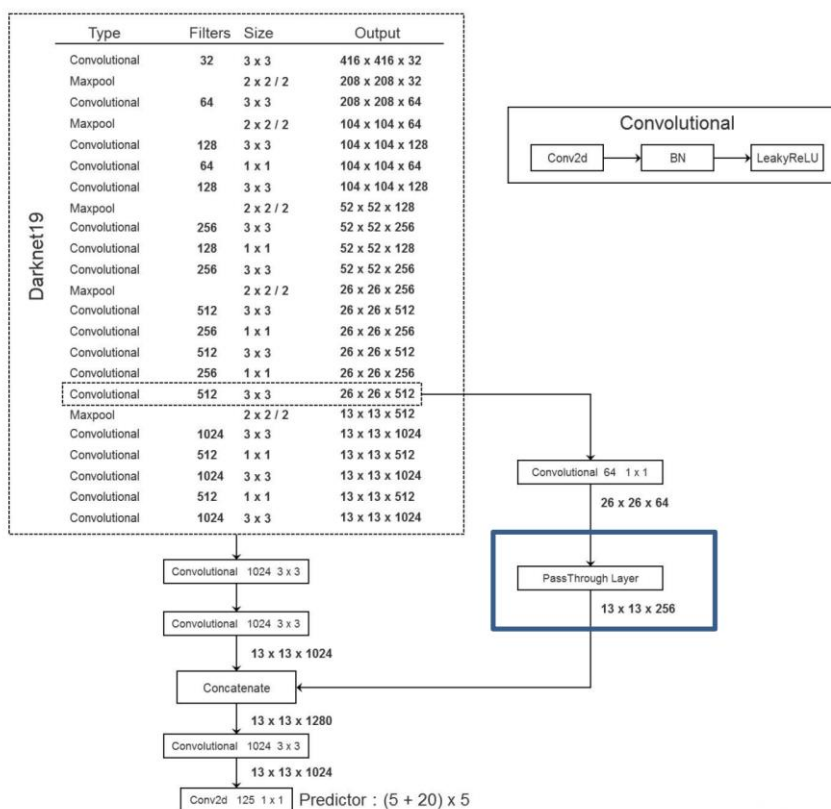 Type Filters Size Output
Convolutional 32 3 x 3 416 x 416 x 32
Maxpool 2 x 2 / 2 208 x 208 x 32
Convolutional 64 3 x 3 208 x 208 x 64
Maxpool 2 x 2 / 2 104 x 104 x 64
Convolutional 128 3 x 3 104 x 104 x 128
Convolutional 64 1 x 1 104 x 104 x 64
Convolutional 128 3 x 3 104 x 104 x 128
Maxpool 2 x 2 / 2 52 x 52 x 128
Convolutional 256 3 x 3 52 x 52 x 256
Convolutional 128 1 x 1 52 x 52 x 128
Convolutional 256 3 x 3 52 x 52 x 256
Maxpool 2 x 2 / 2 26 x 26 x 256
Convolutional 512 3 x 3 26 x 26 x 512
Convolutional 256 1 x 1 26 x 26 x 256
Convolutional 512 3 x 3 26 x 26 x 512
Convolutional 256 1 x 1 26 x 26 x 256
Convolutional 512 3 x 3 26 x 26 x 512
Maxpool 2 x 2 / 2 13 x 13 x 512
Convolutional 1024 3 x 3 13 x 13 x 1024
Convolutional 512 1 x 1 13 x 13 x 512
Convolutional 1024 3 x 3 13 x 13 x 1024
Convolutional 512 1 x 1 13 x 13 x 512
Convolutional 1024 3 x 3 13 x 13 x 1024
Darknet19
Convolutional
Conv2d BN LeakyReLU
Convolutional 64 1 x 1
26 x 26 x 64
PassThrough Layer
13 x 13 x 256
Convolutional 1024 3 x 3
Convolutional 1024 3 x 3
13 x 13 x 1024
Concatenate
13 x 13 x 1280
Convolutional 1024 3 x 3
13 x 13 x 1024
Conv2d 125 1 x 1 Predictor : (5 + 20) x 5